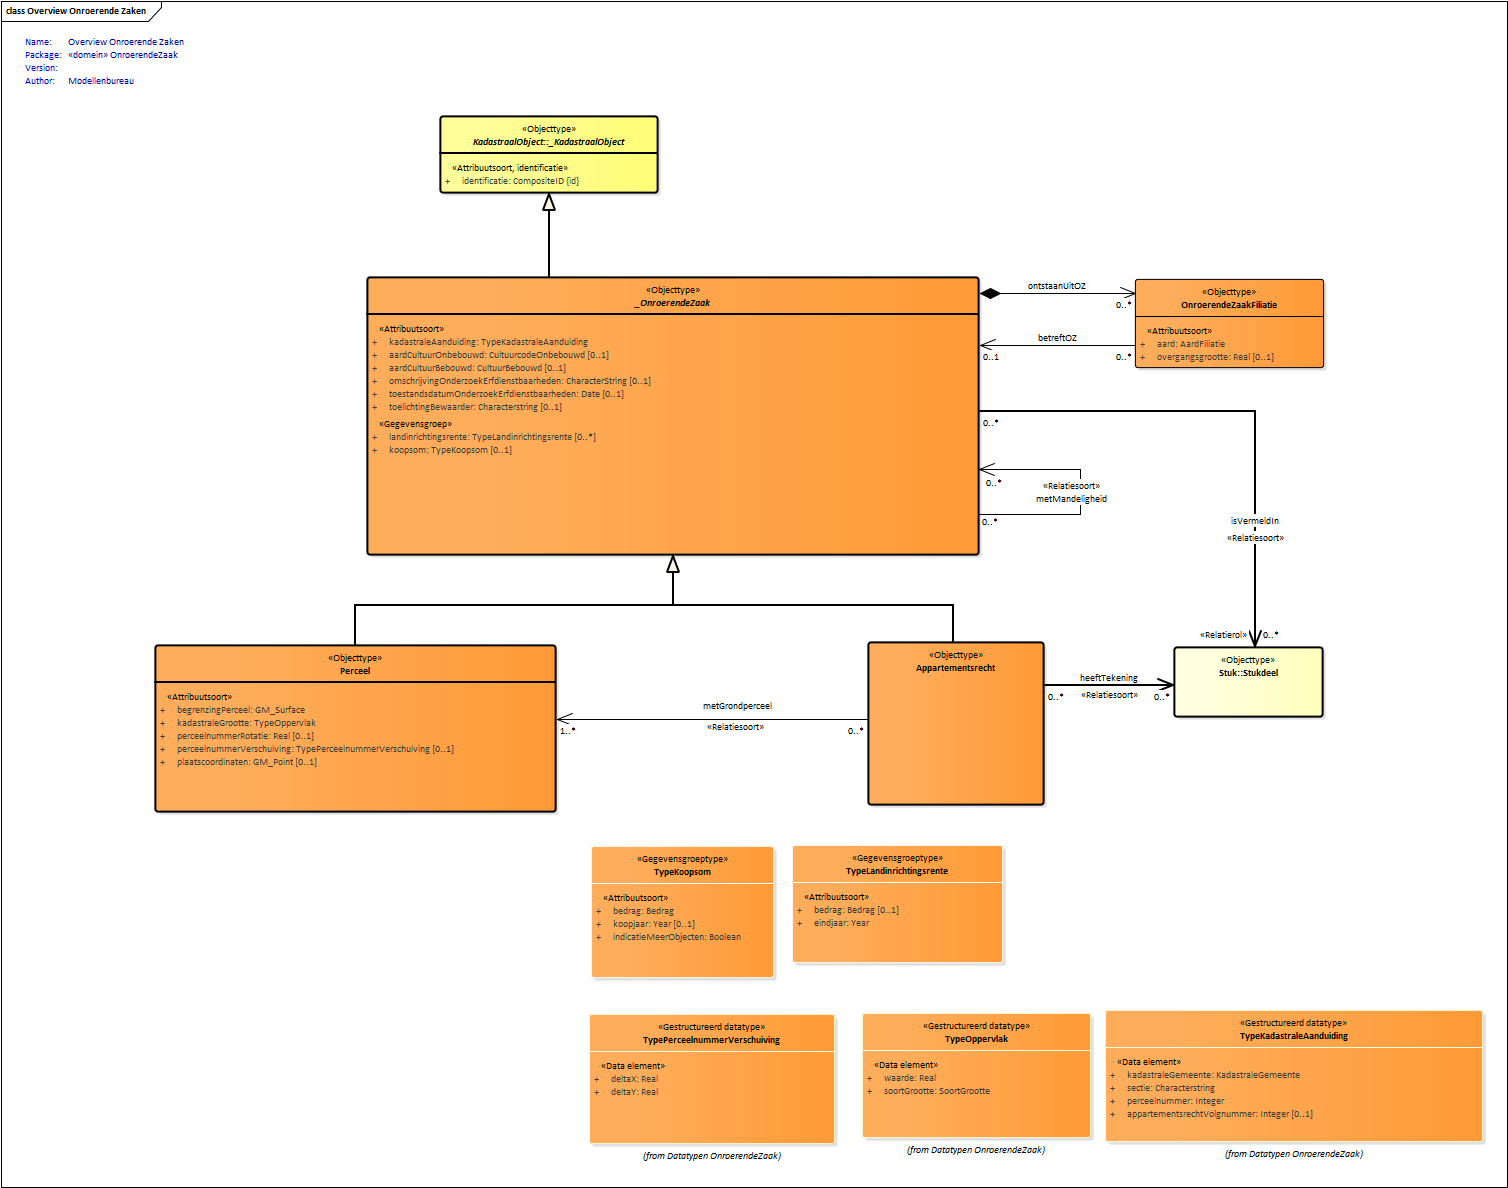 class Overview Onroerende Zaken
Name: Overview Onroerende Zaken
Package: «domein» OnroerendeZaak
Version:
Author: Modellenbureau
«Objecttype»
KadastraalObject::_KadastraalObject
«Attribuutsoort, identificatie»
+ identificatie: CompositeID {id}
«Objecttype»
_OnroerendeZaak
«Attribuutsoort»
+ kadastraleAanduiding: TypeKadastraleAanduiding
+ aardCultuurOnbebouwd: CultuurcodeOnbebouwd [0..1]
+ aardCultuurBebouwd: CultuurBebouwd [0..1]
+ omschrijvingOnderzoekErfdienstbaarheden: CharacterString [0..1]
+ toestandsdatumOnderzoekErfdienstbaarheden: Date [0..1]
+ toelichtingBewaarder: Characterstring [0..1]
«Gegevensgroep»
+ landinrichtingsrente: TypeLandinrichtingsrente [0..*]
+ koopsom: TypeKoopsom [0..1]
ontstaanUitOZ
0..*
betreftOZ
0..1
0..*
«Objecttype»
OnroerendeZaakFiliatie
«Attribuutsoort»
+ aard: AardFiliatie
+ overgangsgrootte: Real [0..1]
0..*
0..*
«Relatiesoort»
metMandeligheid
0..*
isVermeldIn
«Relatiesoort»
«Relatierol»
0..*
«Objecttype»
Perceel
«Attribuutsoort»
+ begrenzingPerceel: GM_Surface
+ kadastraleGrootte: TypeOppervlak
+ perceelnummerRotatie: Real [0..1]
+ perceelnummerVerschuiving: TypePerceelnummerVerschuiving [0..1]
+ plaatscoordinaten: GM_Point [0..1]
metGrondperceel
«Relatiesoort»
1..*
0..*
«Objecttype»
Appartementsrecht
heeftTekening
«Relatiesoort»
0..*
0..*
«Objecttype»
Stuk::Stukdeel
«Gegevensgroeptype»
TypeKoopsom
«Attribuutsoort»
+ bedrag: Bedrag
+ koopjaar: Year [0..1]
+ indicatieMeerObjecten: Boolean
«Gegevensgroeptype»
TypeLandinrichtingsrente
«Attribuutsoort»
+ bedrag: Bedrag [0..1]
+ eindjaar: Year
«Gestructureerd datatype»
TypePerceelnummerVerschuiving
«Data element»
+ deltaX: Real
+ deltaY: Real
(from Datatypen OnroerendeZaak)
«Gestructureerd datatype»
TypeOppervlak
«Data element»
+ waarde: Real
+ soortGrootte: SoortGrootte
(from Datatypen OnroerendeZaak)
«Gestructureerd datatype»
TypeKadastraleAanduiding
«Data element»
+ kadastraleGemeente: KadastraleGemeente
+ sectie: Characterstring
+ perceelnummer: Integer
+ appartementsrechtVolgnummer: Integer [0..1]
(from Datatypen OnroerendeZaak)